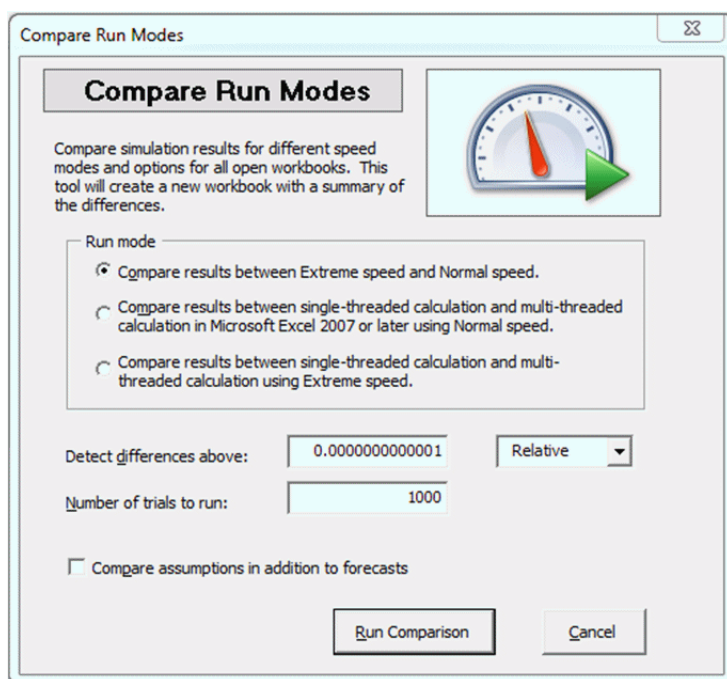 Compare Run Modes
Compare Run Modes
Compare simulation results for different speed
modes and options for all open workbooks. This
tool will create a new workbook with a summary of
the differences.
Run mode
Compare results between Extreme speed and Normal speed.
Compare results between single-threaded calculation and multi-threaded
calculation in Microsoft Excel 2007 or later using Normal speed.
Compare results between single-threaded calculation and multi-
threaded calculation using Extreme speed.
Detect differences above: 0.0000000000001 Relative
Number of trials to run: 1000
Compare assumptions in addition to forecasts
Run Comparison Cancel